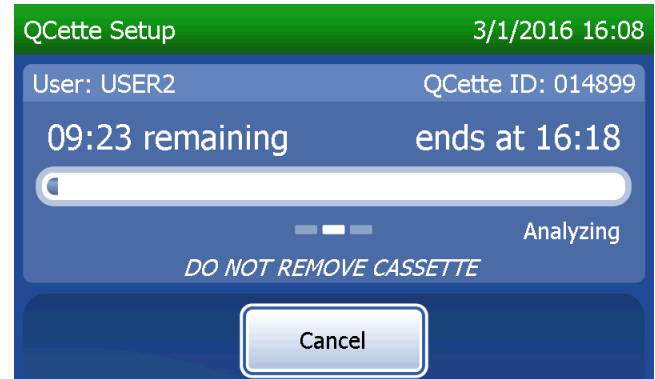 QCette Setup 3/1/2016 16:08
User: USER2 QCette ID: 014899
09:23 remaining ends at 16:18
Analyzing
DO NOT REMOVE CASSETTE
Cancel